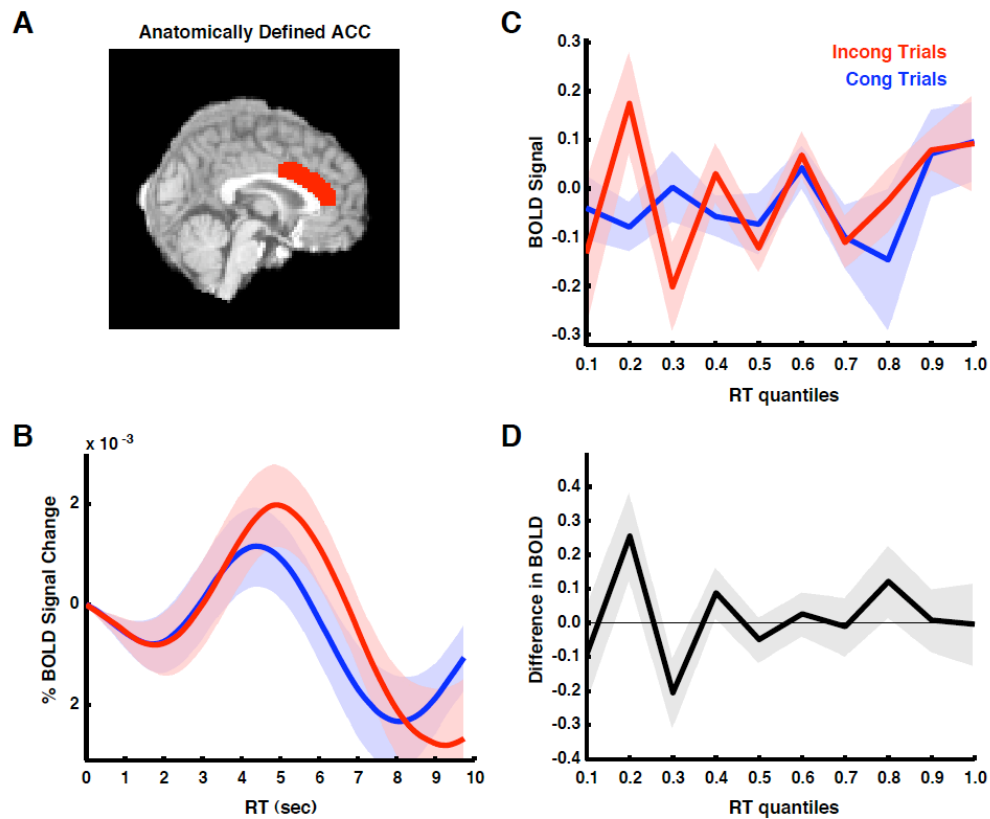 A
Anatomically Defined ACC
B
x 10⁻³
% BOLD Signal Change
2
0
2
0 1 2 3 4 5 6 7 8 9 10
RT (sec)
C
Incong Trials
Cong Trials
BOLD Signal
0.3
0.2
0.1
0.0
-0.1
-0.2
-0.3
0.1 0.2 0.3 0.4 0.5 0.6 0.7 0.8 0.9 1.0
RT quantiles
D
Difference in BOLD
0.4
0.3
0.2
0.1
0.0
-0.1
-0.2
-0.3
-0.4
0.1 0.2 0.3 0.4 0.5 0.6 0.7 0.8 0.9 1.0
RT quantiles